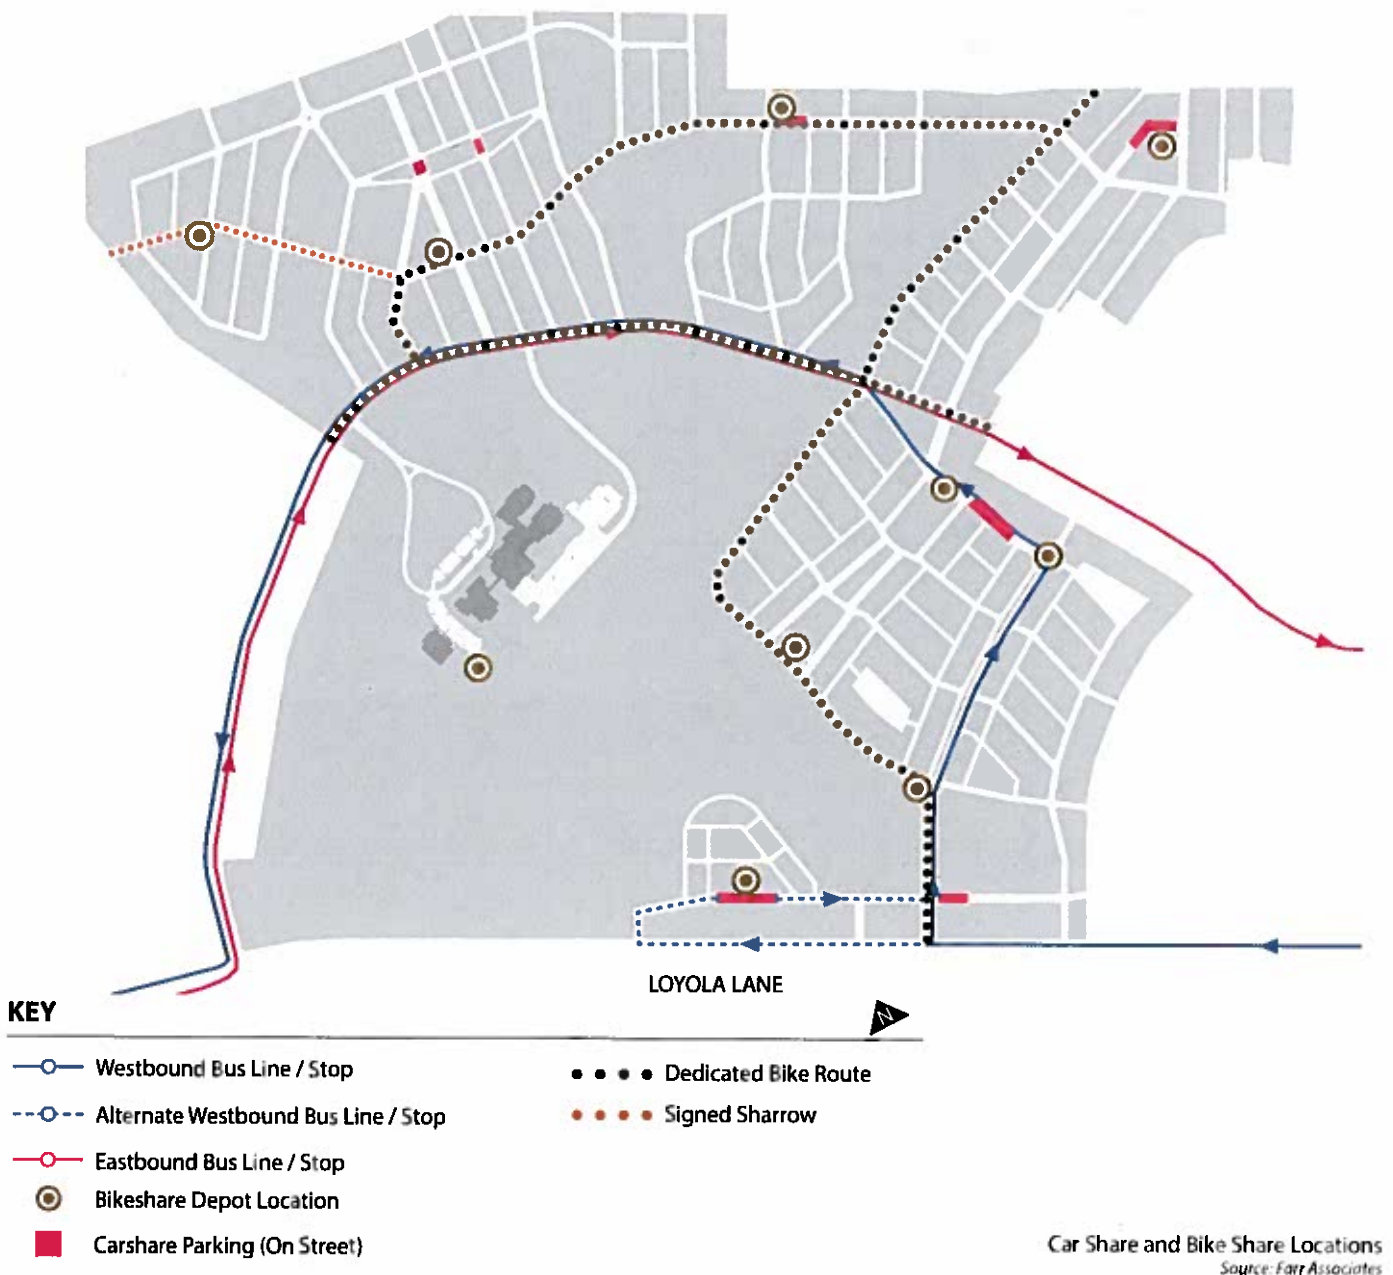 LOYOLA LANE
N
KEY
Westbound Bus Line / Stop
Alternate Westbound Bus Line / Stop
Eastbound Bus Line / Stop
Bikeshare Depot Location
Carshare Parking (On Street)
Dedicated Bike Route
Signed Sharrow
Car Share and Bike Share Locations
Source: Farr Associates